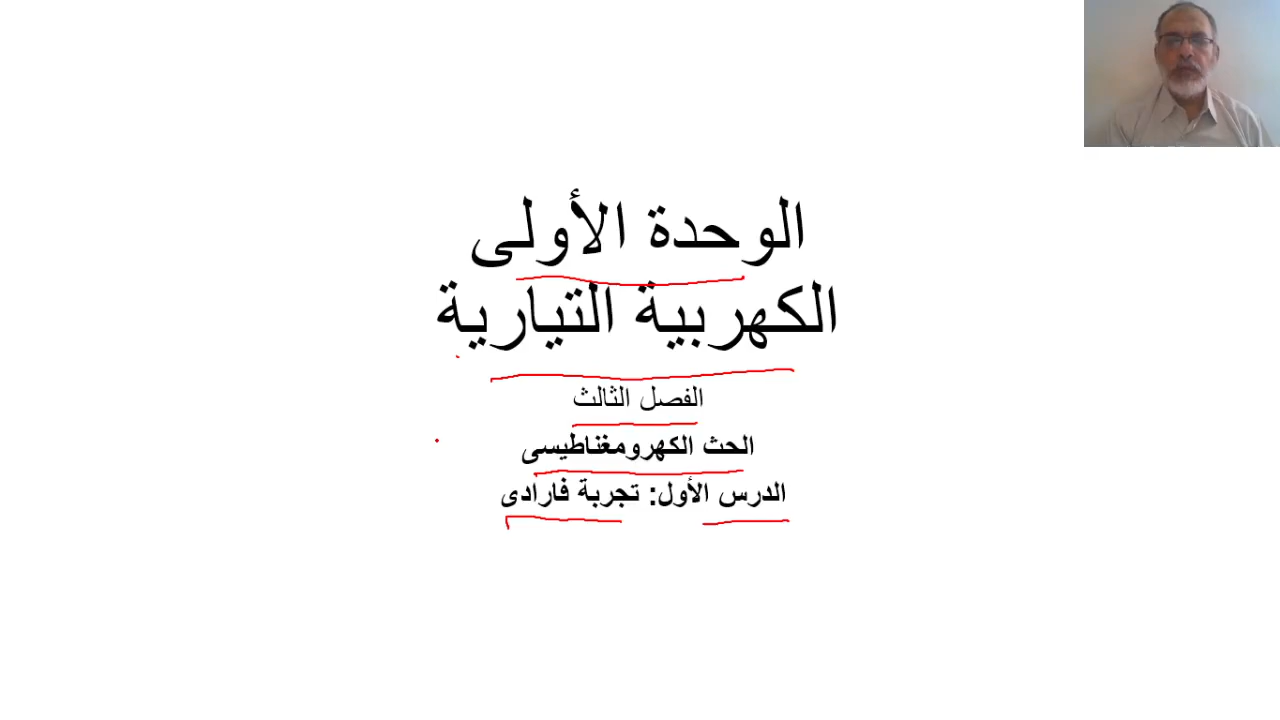 الوحدة الأولى
الكهربية التيارية
الفصل الثالث
الحث الكهرومغناطيسى
الدرس الأول: تجربة فارادى